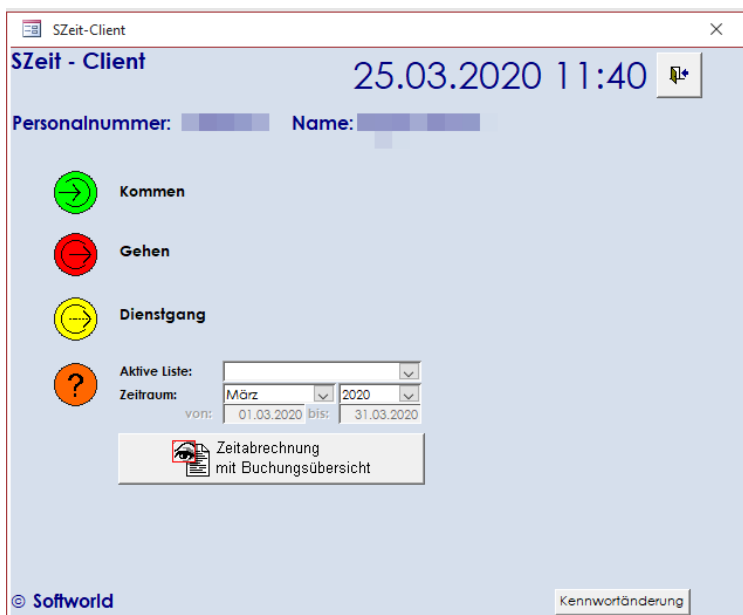 SZeit-Client
SZeit - Client
25.03.2020 11:40
Personalnummer: Name:
Kommen
Gehen
Dienstgang
?
Aktive Liste:
Zeitraum: März 2020
von: 01.03.2020 bis: 31.03.2020
Zeitabrechnung
mit Buchungsübersicht
© Softworld
Kennwortänderung